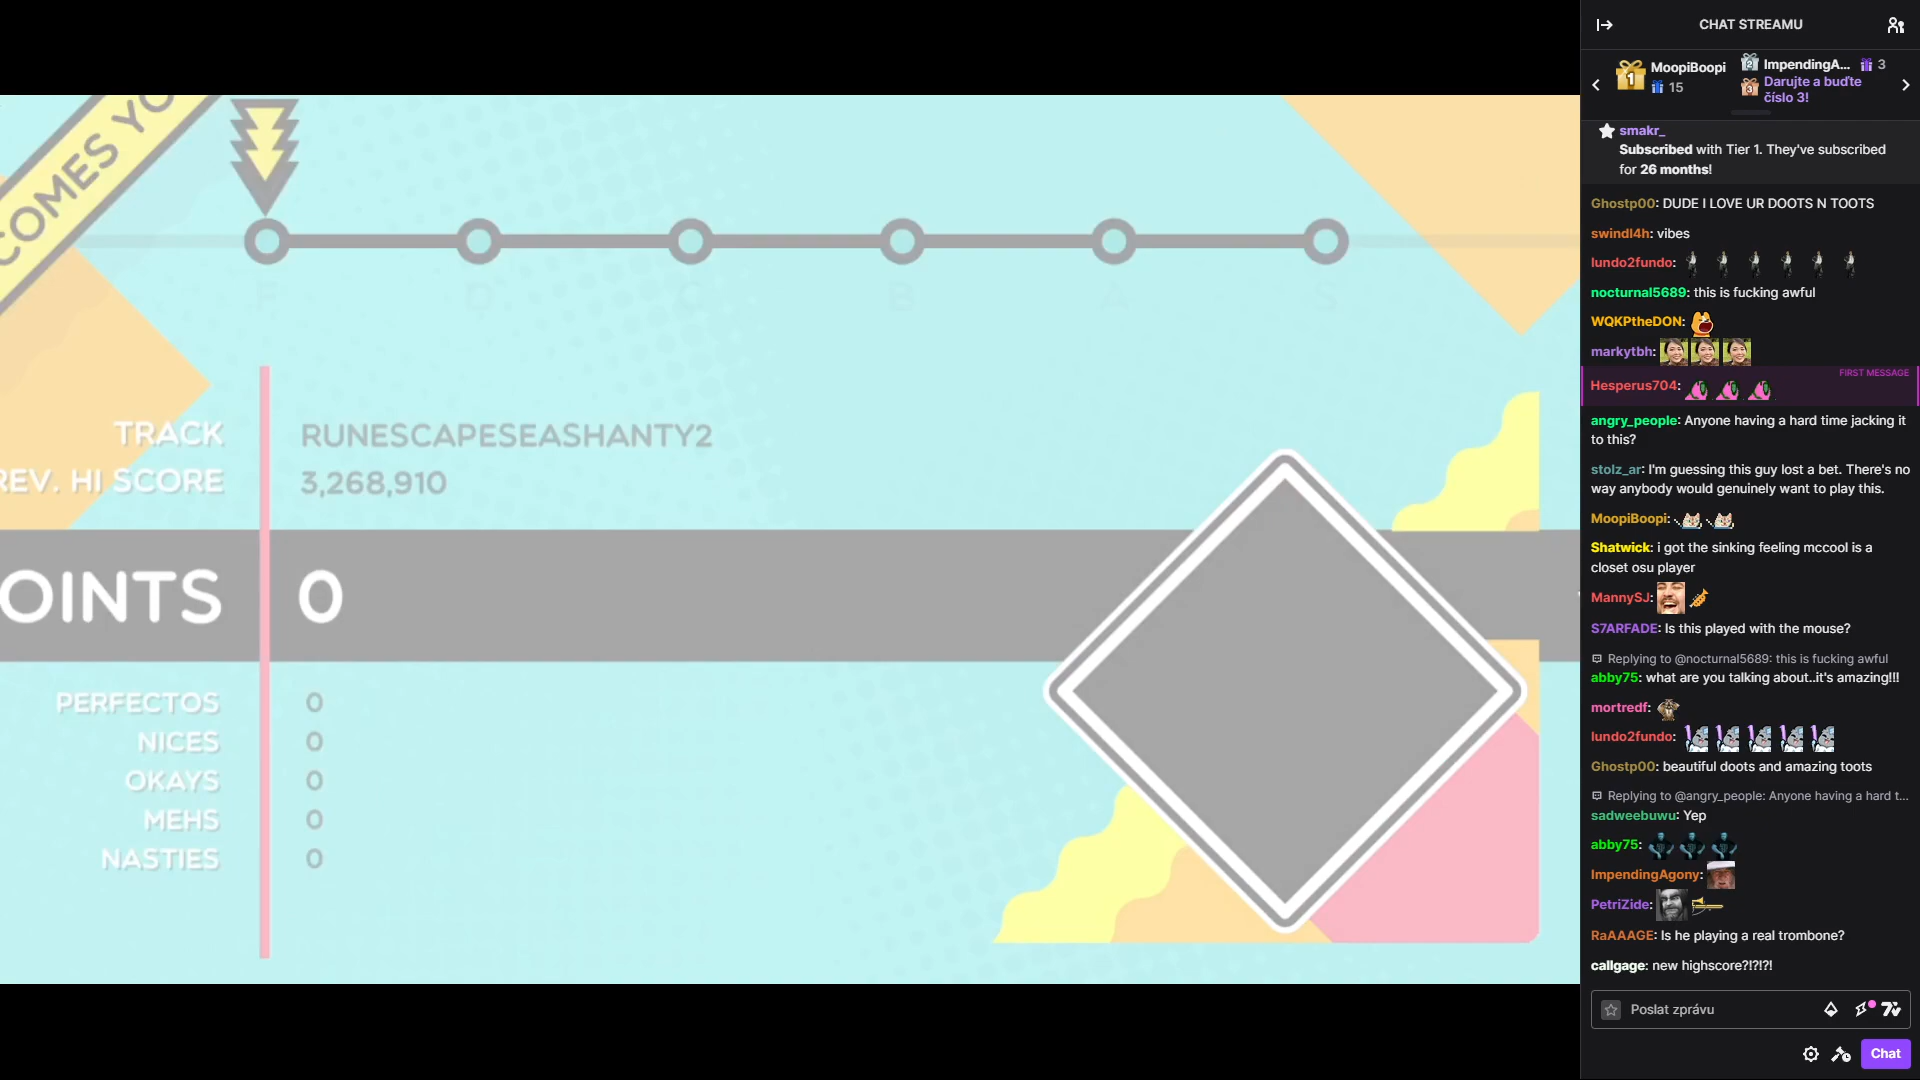 COMES YO
F D C B A S
TRACK RUNESCAPESEASHANTY2
REV. HI SCORE 3,268,910
OINTS 0
PERFECTOS 0
NICES 0
OKAYS 0
MEHS 0
NASTIES 0
CHAT STREAMU
1 MoopiBoopi 15
2 ImpendingA... 3
3 Darujte a buďte
číslo 3!
smakr_
Subscribed with Tier 1. They've subscribed
for 26 months!
Ghostp00: DUDE I LOVE UR DOOTS N TOOTS
swindl4h: vibes
lundo2fundo:
nocturnal5689: this is fucking awful
WQKPtheDON:
markytbh:
FIRST MESSAGE
Hesperus704:
angry_people: Anyone having a hard time jacking it
to this?
stolz_ar: I'm guessing this guy lost a bet. There's no
way anybody would genuinely want to play this.
MoopiBoopi:
Shatwick: i got the sinking feeling mccool is a
closet osu player
MannySJ:
S7ARFADE: Is this played with the mouse?
Replying to @nocturnal5689: this is fucking awful
abby75: what are you talking about..it's amazing!!!
mortredf:
lundo2fundo:
Ghostp00: beautiful doots and amazing toots
Replying to @angry_people: Anyone having a hard t...
sadweebuwu: Yep
abby75:
ImpendingAgony:
PetriZide:
RaAAAGE: Is he playing a real trombone?
callgage: new highscore?!?!?!
Poslat zprávu
Chat